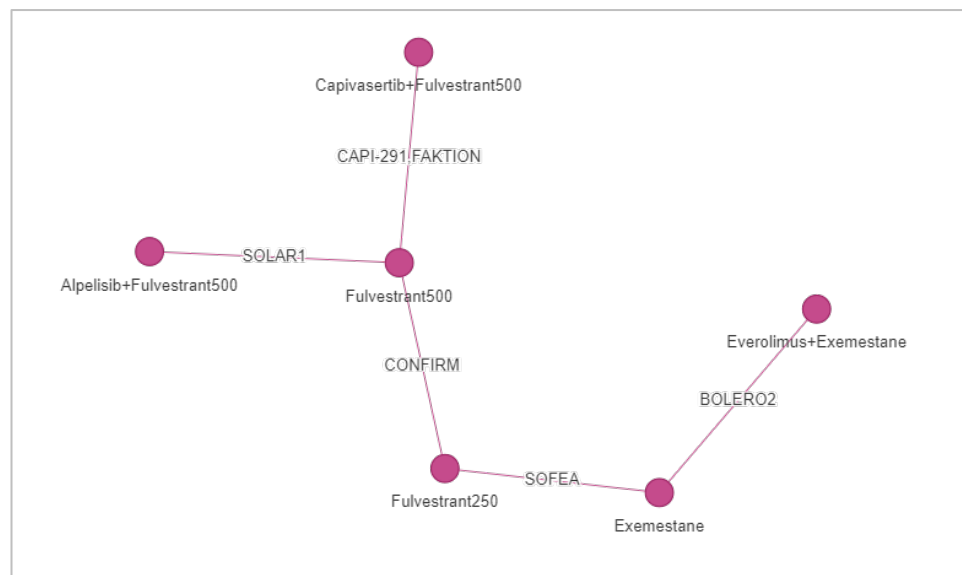 Capivasertib+Fulvestrant500
CAPI-291,FAKTION
SOLAR1
Alpelisib+Fulvestrant500
Fulvestrant500
Everolimus+Exemestane
CONFIRM
BOLERO2
SOFEA
Fulvestrant250
Exemestane